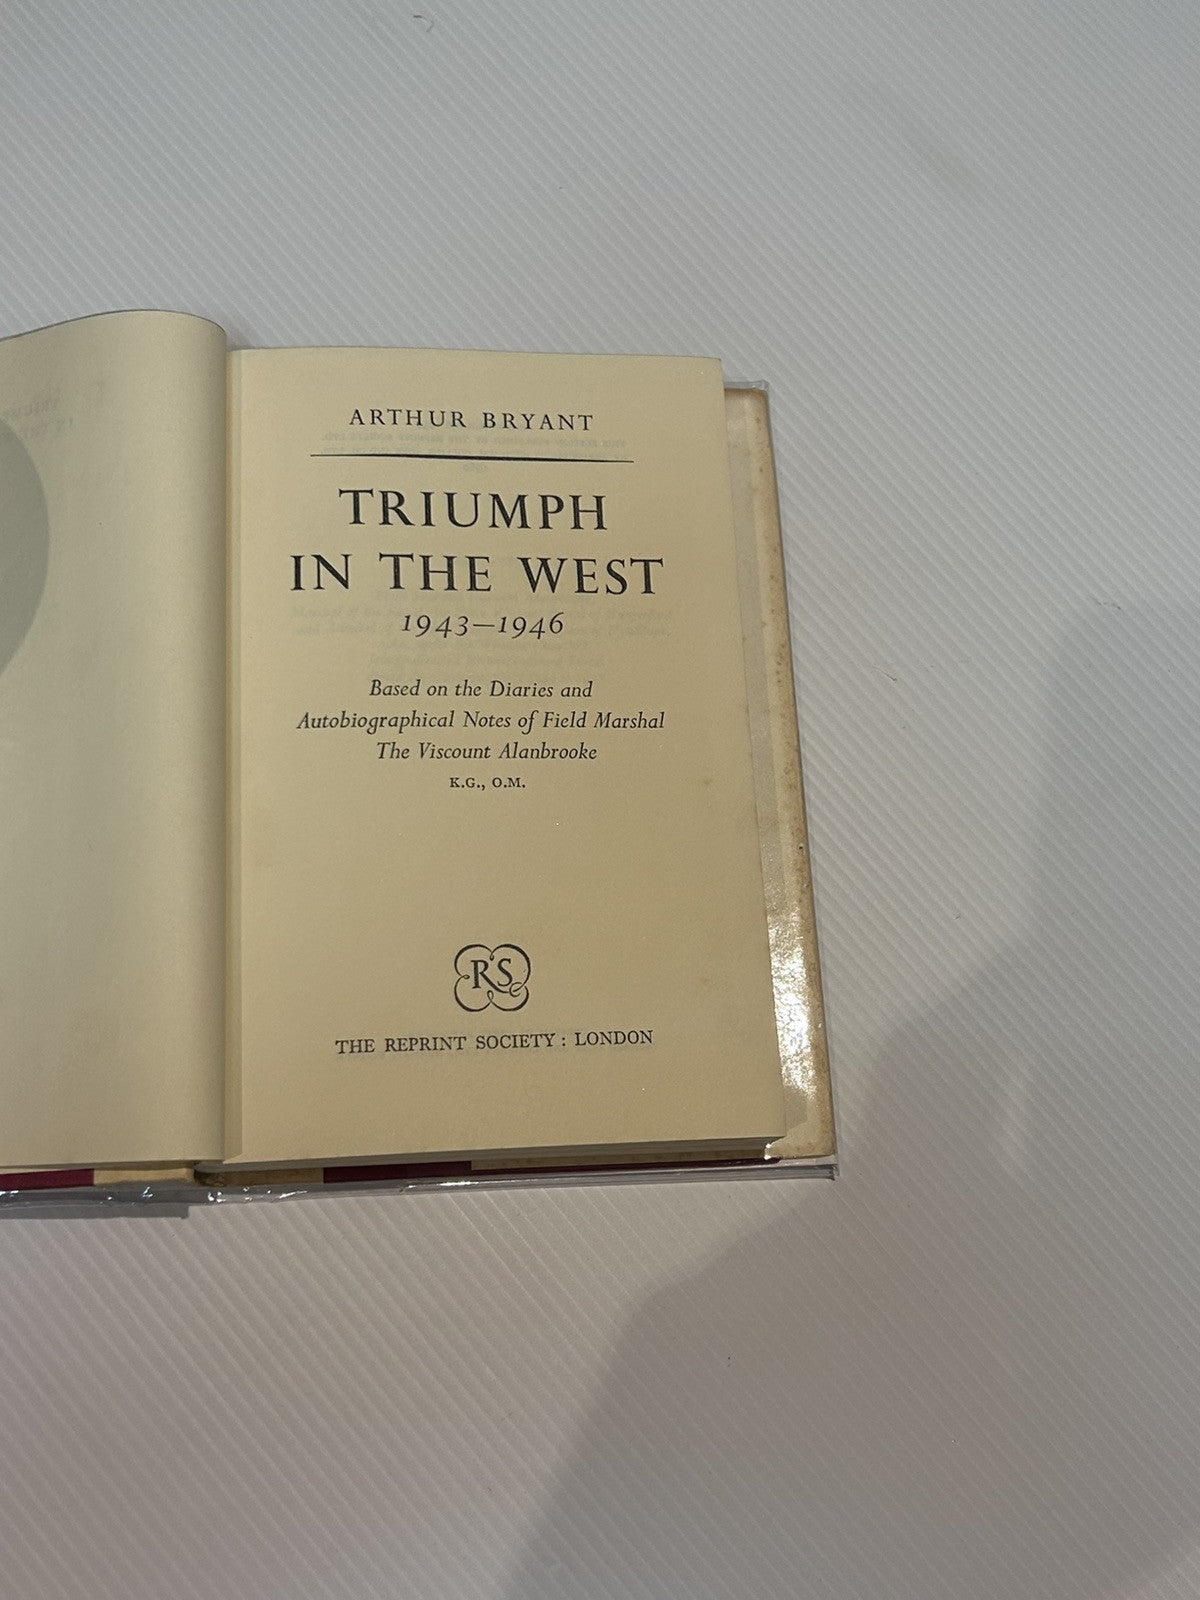 ARTHUR BRYANT
TRIUMPH
IN THE WEST
1943–1946
Based on the Diaries and
Autobiographical Notes of Field Marshal
The Viscount Alanbrooke
K.G., O.M.
RS
THE REPRINT SOCIETY : LONDON